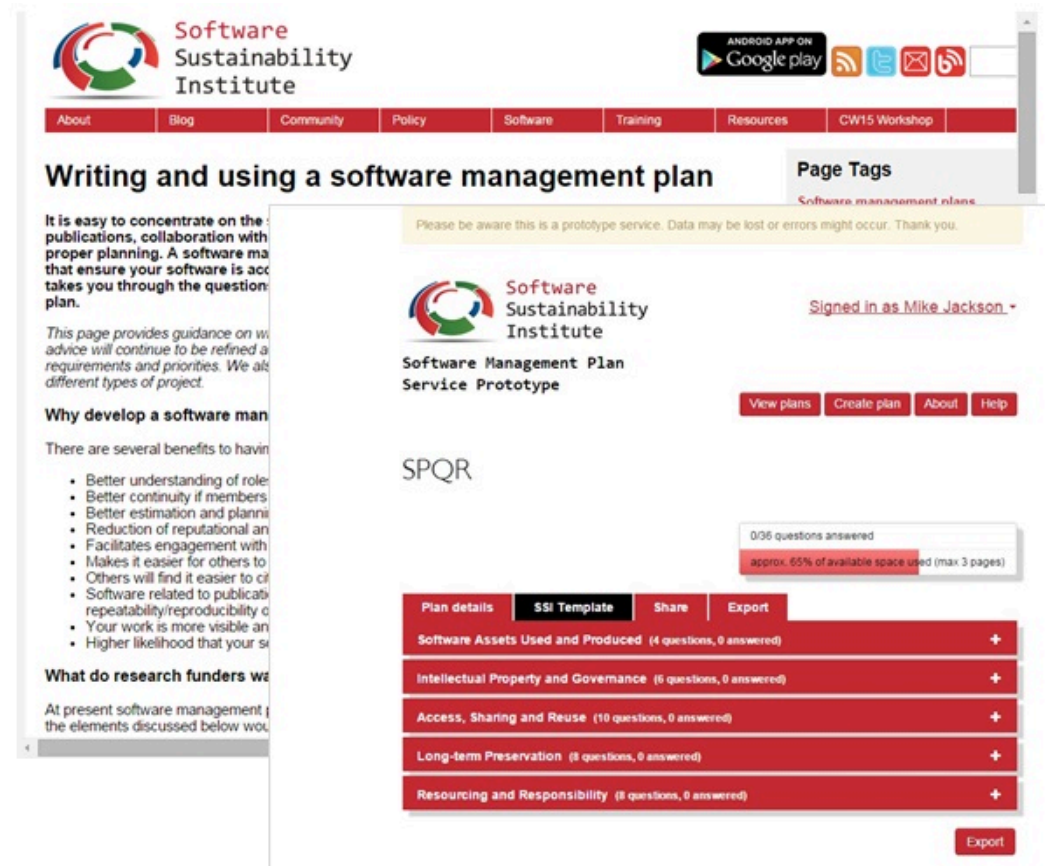 Software
Sustainability
Institute
ANDROID APP ON
Google play
About Blog Community Policy Software Training Resources CW15 Workshop
Writing and using a software management plan
Page Tags
Software management plans
It is easy to concentrate on the
publications, collaboration with
proper planning. A software ma
that ensure your software is acc
takes you through the question
plan.
This page provides guidance on w
advice will continue to be refined a
requirements and priorities. We als
different types of project.
Why develop a software man
There are several benefits to havin
Better understanding of role
Better continuity if members
Better estimation and planni
Reduction of reputational an
Facilitates engagement with
Makes it easier for others to
Others will find it easier to ci
Software related to publicati
repeatability/reproducibility o
Your work is more visible an
Higher likelihood that your s
What do research funders wa
At present software management p
the elements discussed below wou
Please be aware this is a prototype service. Data may be lost or errors might occur. Thank you.
Software
Sustainability
Institute
Signed in as Mike Jackson
Software Management Plan
Service Prototype
View plans Create plan About Help
SPQR
0/36 questions answered
approx. 65% of available space used (max 3 pages)
Plan details SSI Template Share Export
Software Assets Used and Produced (4 questions, 0 answered) +
Intellectual Property and Governance (6 questions, 0 answered) +
Access, Sharing and Reuse (10 questions, 0 answered) +
Long-term Preservation (8 questions, 0 answered) +
Resourcing and Responsibility (8 questions, 0 answered) +
Export